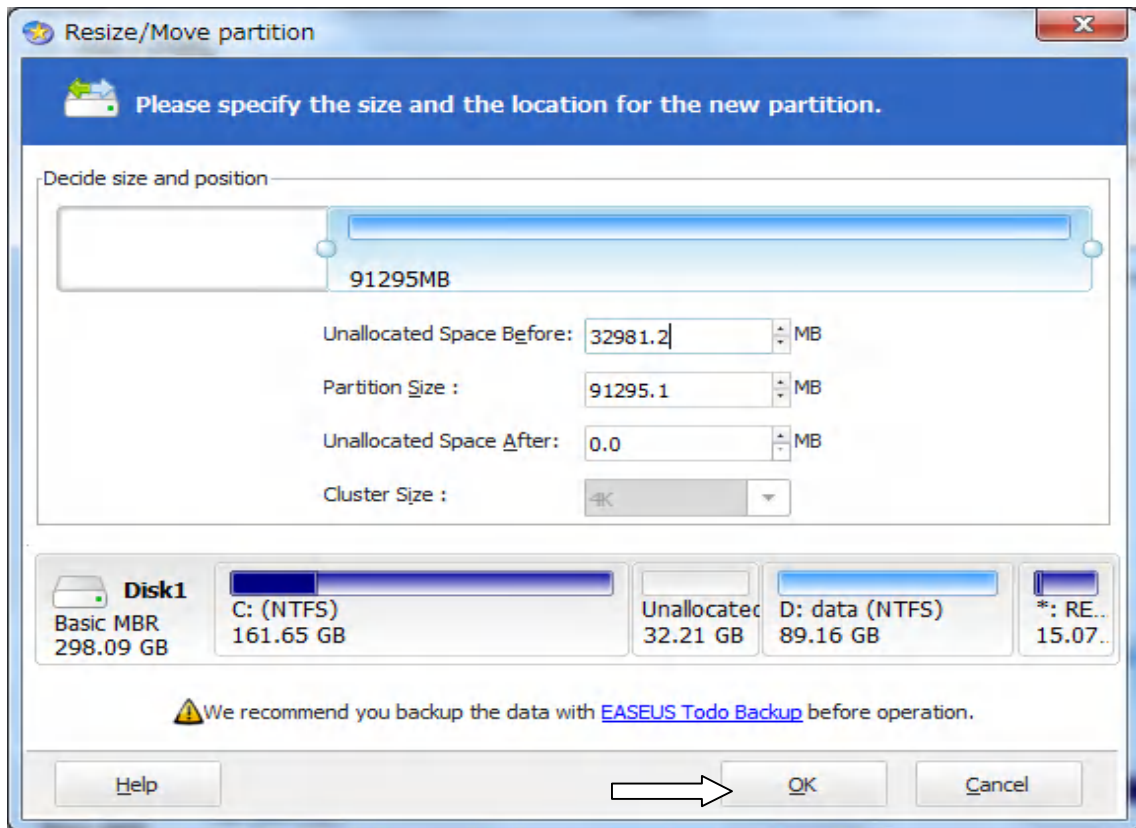 Resize/Move partition
Please specify the size and the location for the new partition.
Decide size and position
91295MB
Unallocated Space Before: 32981.2 MB
Partition Size : 91295.1 MB
Unallocated Space After: 0.0 MB
Cluster Size : 4K
Disk1
Basic MBR
298.09 GB
C: (NTFS)
161.65 GB
Unallocated
32.21 GB
D: data (NTFS)
89.16 GB
*: RE...
15.07..
We recommend you backup the data with EASEUS Todo Backup before operation.
Help OK Cancel